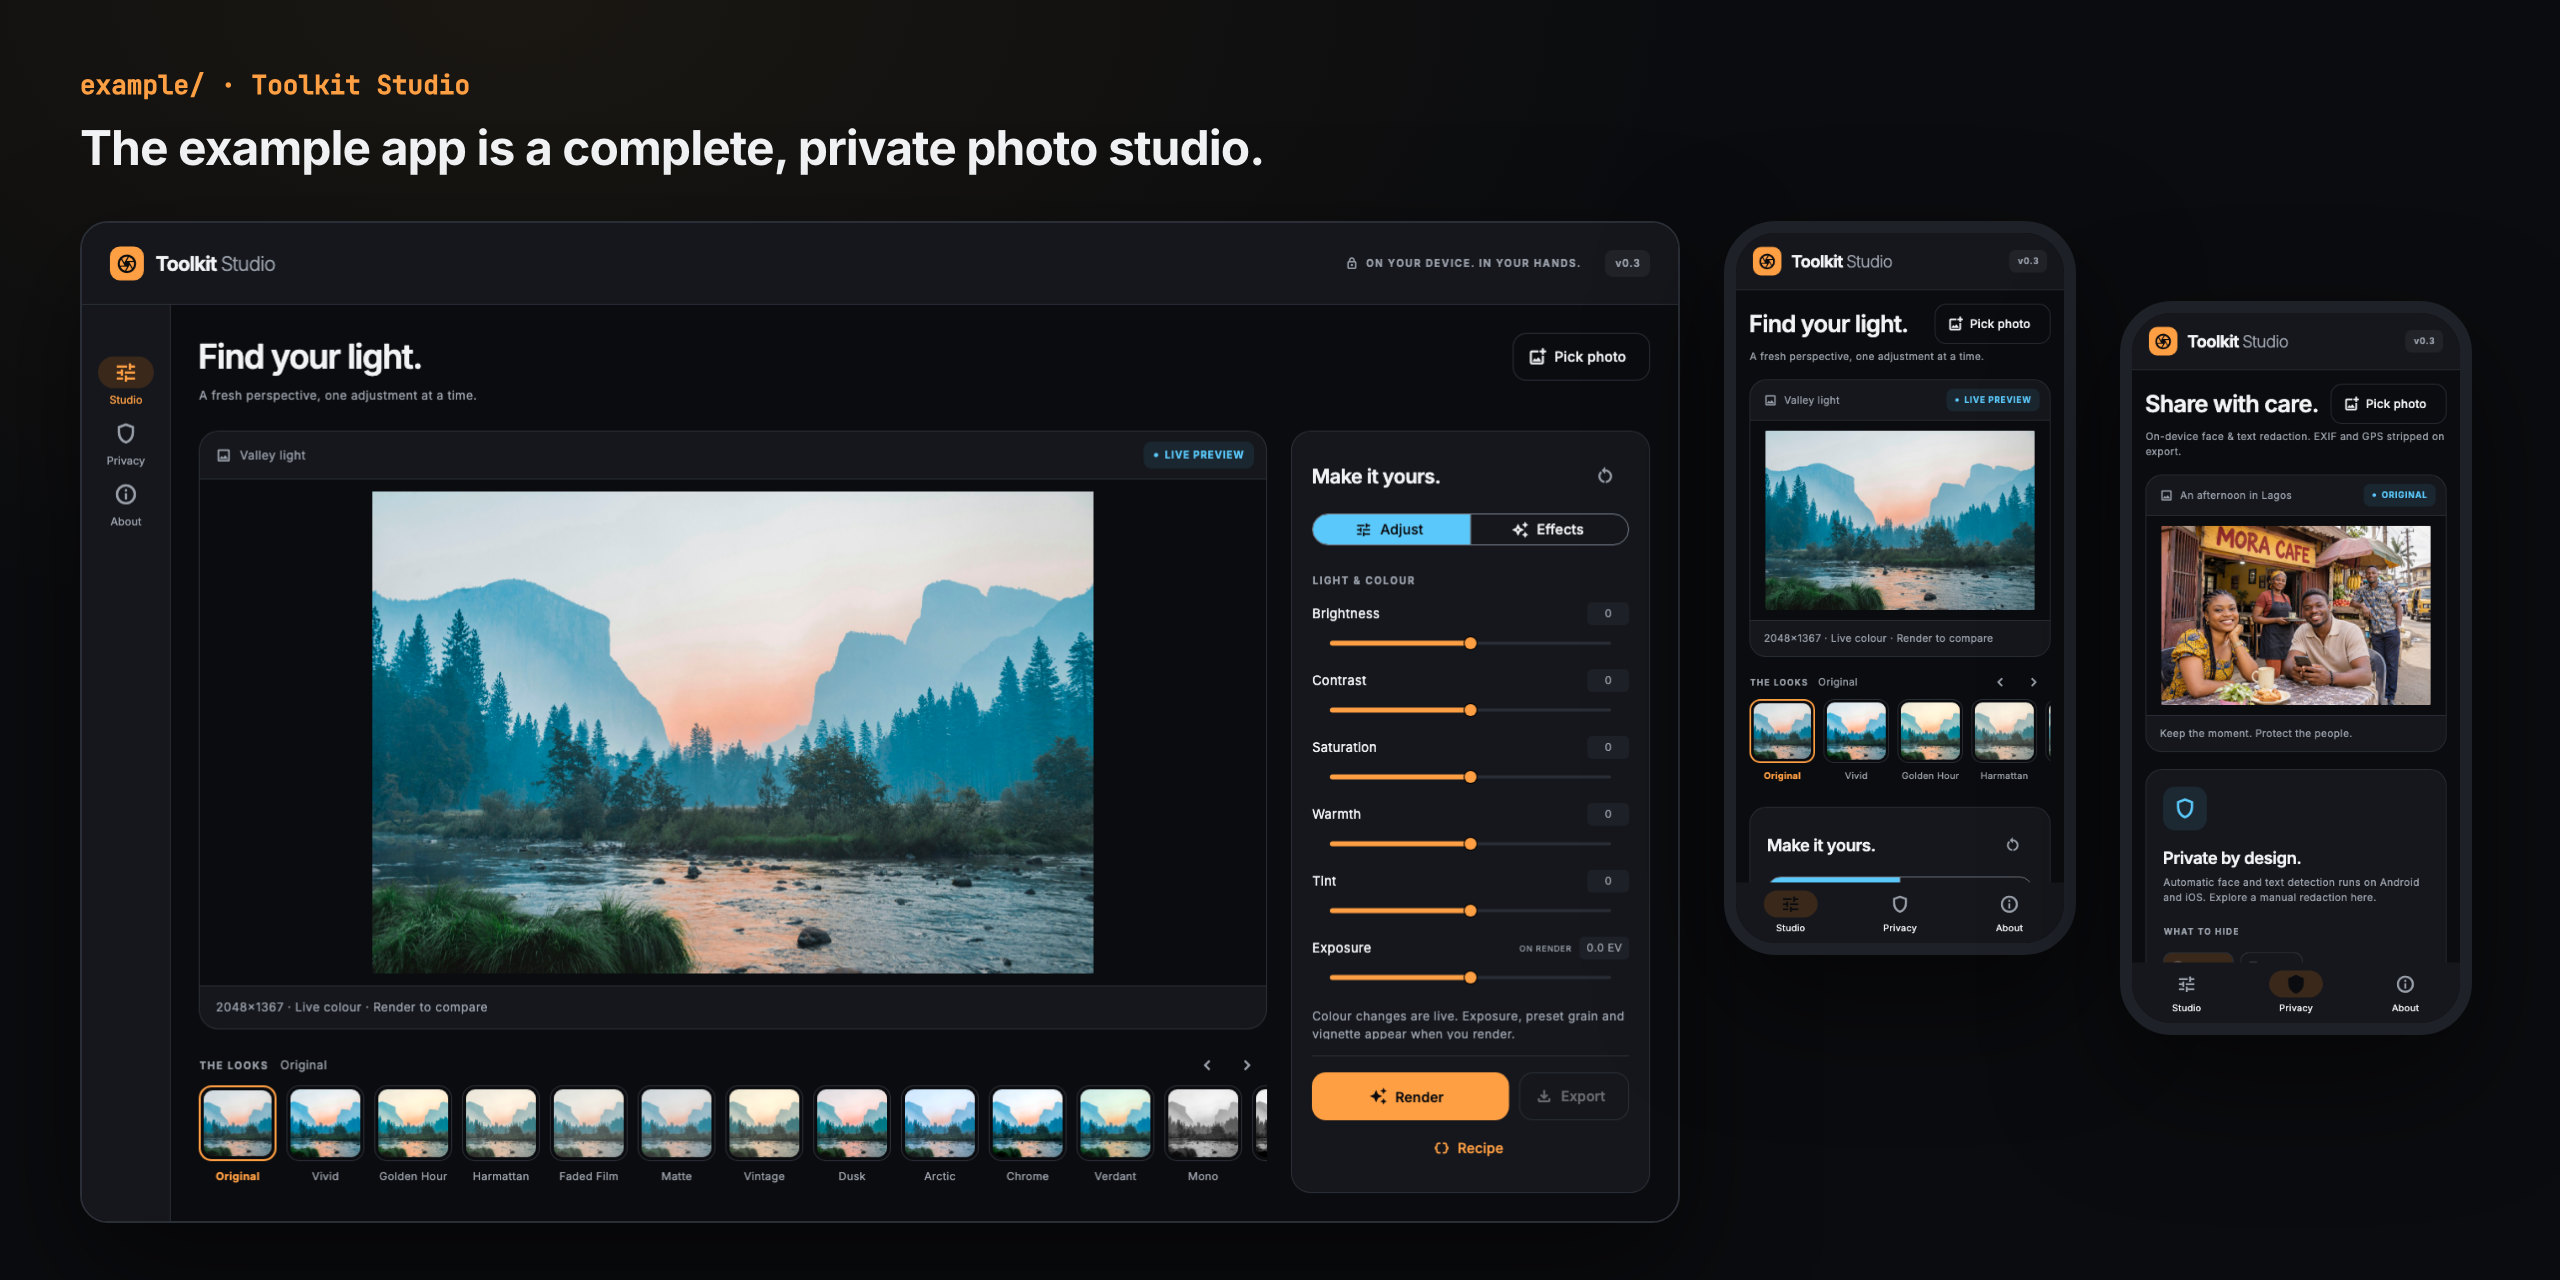 example/ · Toolkit Studio
The example app is a complete, private photo studio.
Toolkit Studio
ON YOUR DEVICE. IN YOUR HANDS.
v0.3
Studio
Privacy
About
Find your light.
A fresh perspective, one adjustment at a time.
Pick photo
Valley light
• LIVE PREVIEW
2048×1367 · Live colour · Render to compare
THE LOOKS Original
Original
Vivid
Golden Hour
Harmattan
Faded Film
Matte
Vintage
Dusk
Arctic
Chrome
Verdant
Mono
Make it yours.
Adjust
Effects
LIGHT & COLOUR
Brightness 0
Contrast 0
Saturation 0
Warmth 0
Tint 0
Exposure ON RENDER 0.0 EV
Colour changes are live. Exposure, preset grain and
vignette appear when you render.
Render
Export
Recipe
Toolkit Studio
v0.3
Find your light.
Pick photo
A fresh perspective, one adjustment at a time.
Valley light
• LIVE PREVIEW
2048×1367 · Live colour · Render to compare
THE LOOKS Original
Original
Vivid
Golden Hour
Harmattan
Make it yours.
Studio
Privacy
About
Toolkit Studio
v0.3
Share with care.
Pick photo
On-device face & text redaction. EXIF and GPS stripped on
export.
An afternoon in Lagos
• ORIGINAL
MORA CAFE
Keep the moment. Protect the people.
Private by design.
Automatic face and text detection runs on Android
and iOS. Explore a manual redaction here.
WHAT TO HIDE
Studio
Privacy
About